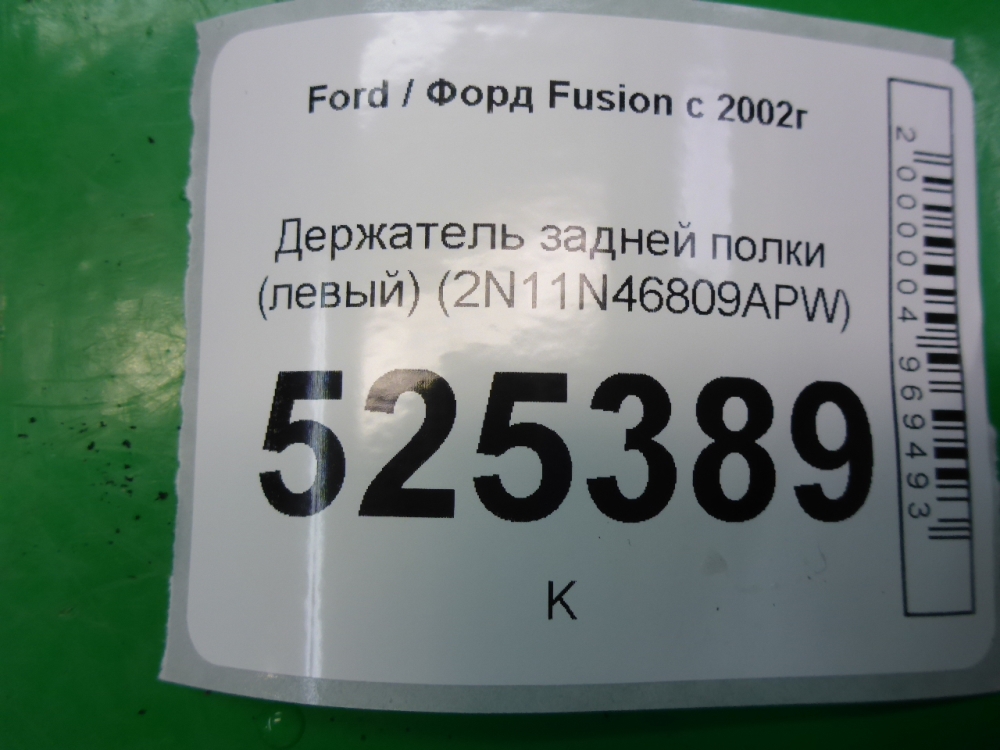 Ford / Форд Fusion с 2002г
Держатель задней полки
(левый) (2N11N46809APW)
525389
К
2000004969493